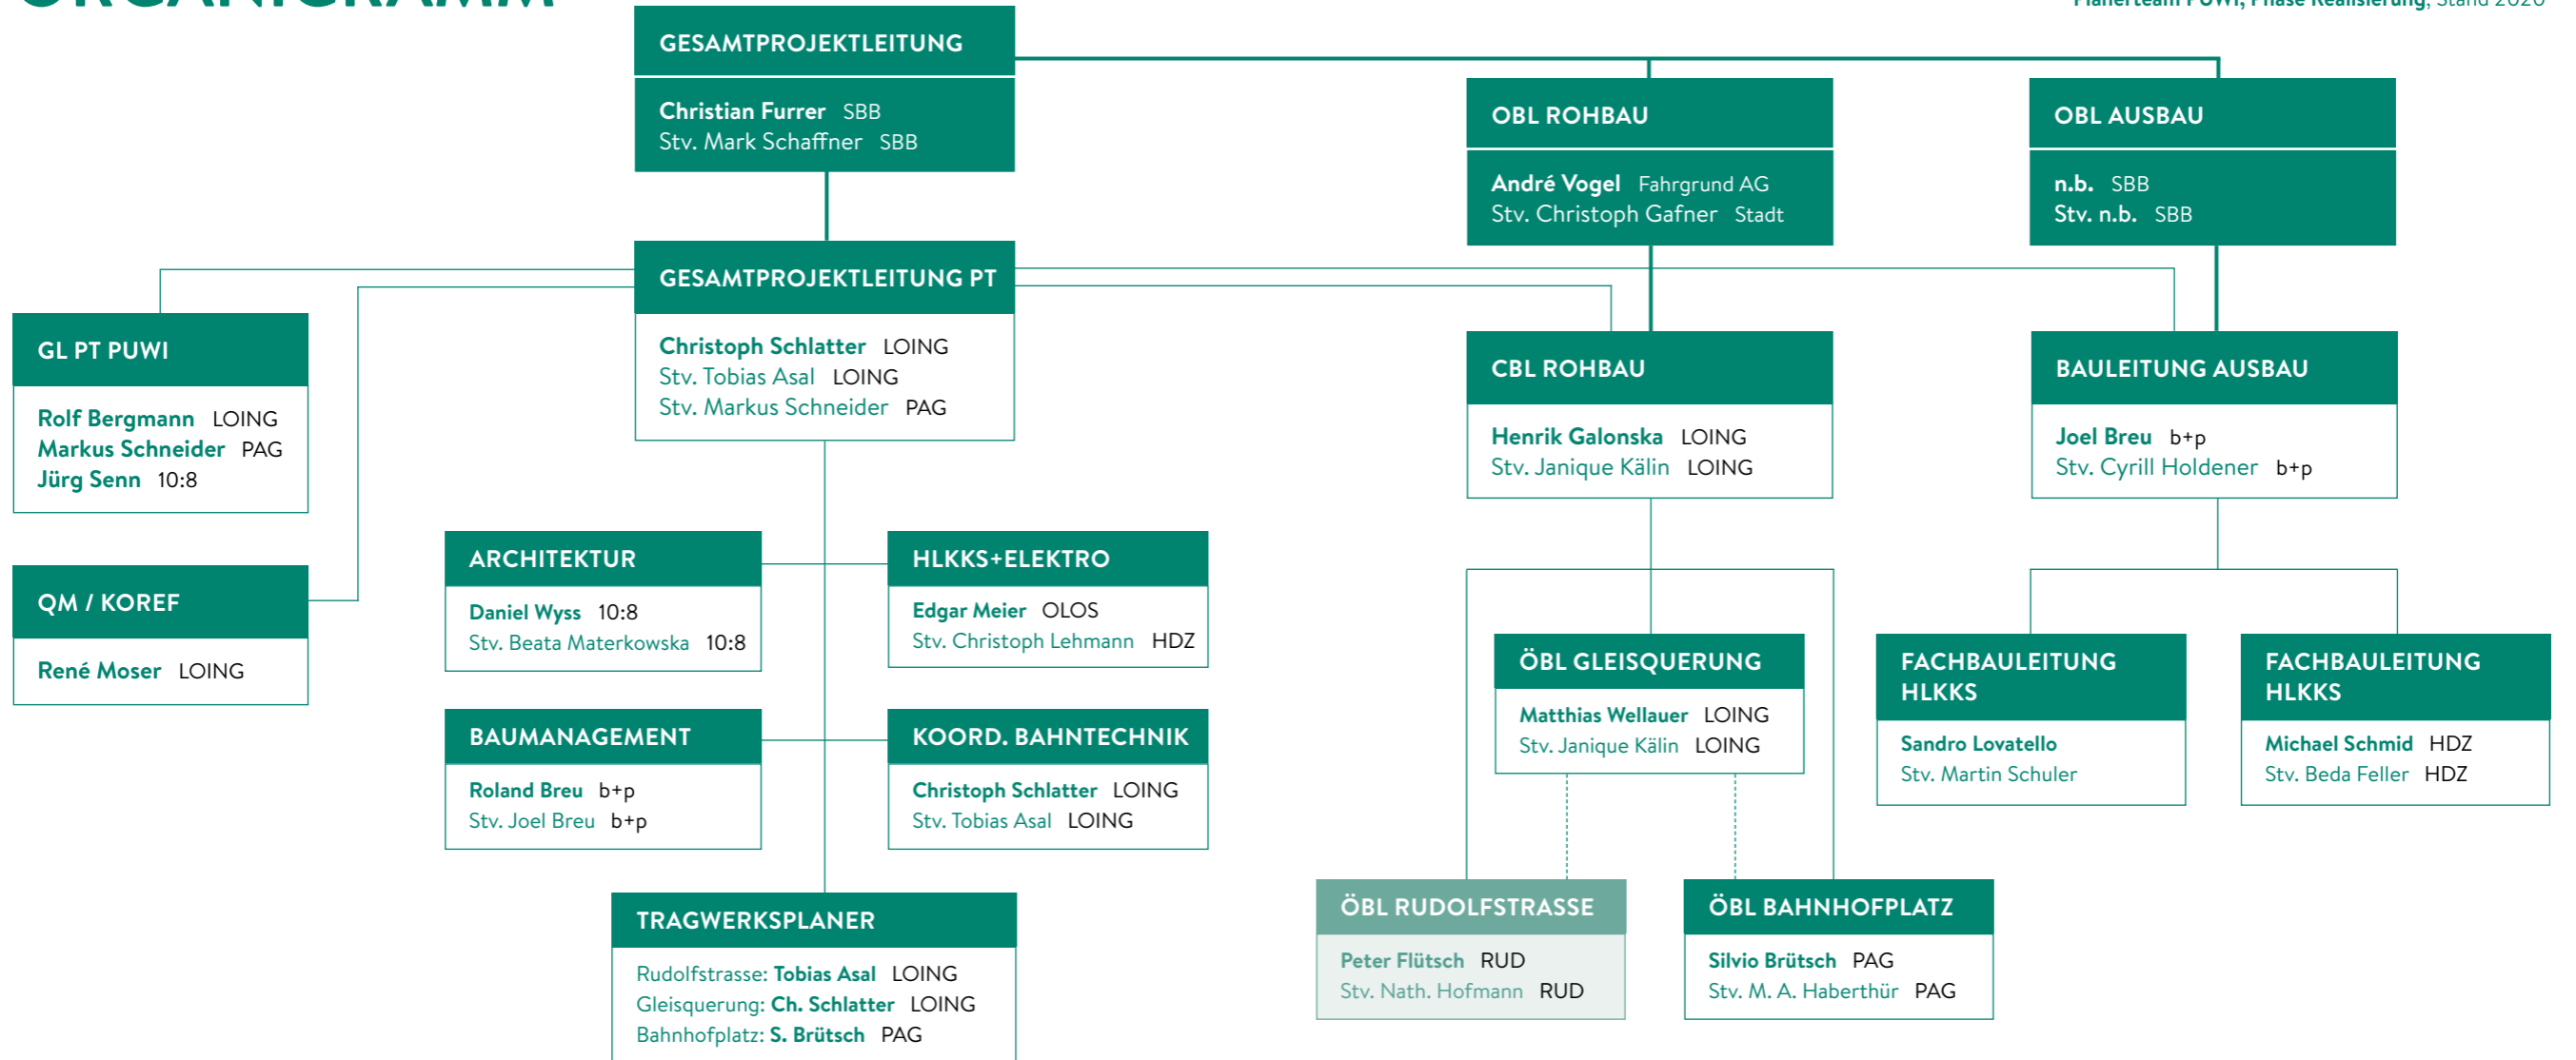 ORGANIGRAMM
Planerteam PUWI, Phase Realisierung, Stand 2020
GESAMTPROJEKTLEITUNG
Christian Furrer SBB
Stv. Mark Schaffner SBB
OBL ROHBAU
André Vogel Fahrgrund AG
Stv. Christoph Gafner Stadt
OBL AUSBAU
n.b. SBB
Stv. n.b. SBB
GESAMTPROJEKTLEITUNG PT
Christoph Schlatter LOING
Stv. Tobias Asal LOING
Stv. Markus Schneider PAG
GL PT PUWI
Rolf Bergmann LOING
Markus Schneider PAG
Jürg Senn 10:8
CBL ROHBAU
Henrik Galonska LOING
Stv. Janique Kälin LOING
BAULEITUNG AUSBAU
Joel Breu b+p
Stv. Cyrill Holdener b+p
QM / KOREF
René Moser LOING
ARCHITEKTUR
Daniel Wyss 10:8
Stv. Beata Materkowska 10:8
HLKKS+ELEKTRO
Edgar Meier OLOS
Stv. Christoph Lehmann HDZ
BAUMANAGEMENT
Roland Breu b+p
Stv. Joel Breu b+p
KOORD. BAHNTECHNIK
Christoph Schlatter LOING
Stv. Tobias Asal LOING
TRAGWERKSPLANER
Rudolfstrasse: Tobias Asal LOING
Gleisquerung: Ch. Schlatter LOING
Bahnhofplatz: S. Brütsch PAG
ÖBL GLEISQUERUNG
Matthias Wellauer LOING
Stv. Janique Kälin LOING
FACHBAULEITUNG
HLKKS
Sandro Lovatello
Stv. Martin Schuler
FACHBAULEITUNG
HLKKS
Michael Schmid HDZ
Stv. Beda Feller HDZ
ÖBL RUDOLFSTRASSE
Peter Flütsch RUD
Stv. Nath. Hofmann RUD
ÖBL BAHNHOFPLATZ
Silvio Brütsch PAG
Stv. M. A. Haberthür PAG